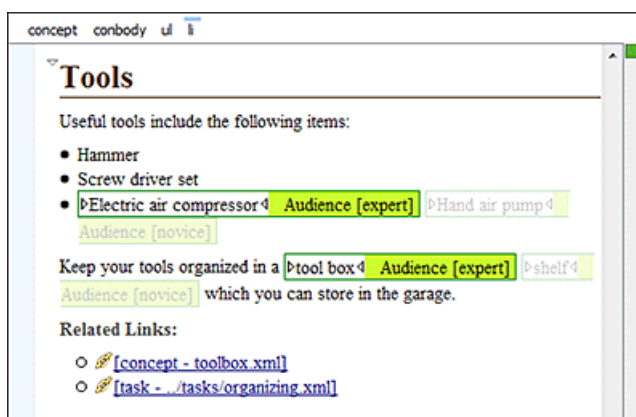 concept conbody ul li
Tools
Useful tools include the following items:
Hammer
Screw driver set
Electric air compressor Audience [expert] Hand air pump
Audience [novice]
Keep your tools organized in a tool box Audience [expert] shelf
Audience [novice] which you can store in the garage.
Related Links:
[concept - toolbox.xml]
[task - ../tasks/organizing.xml]